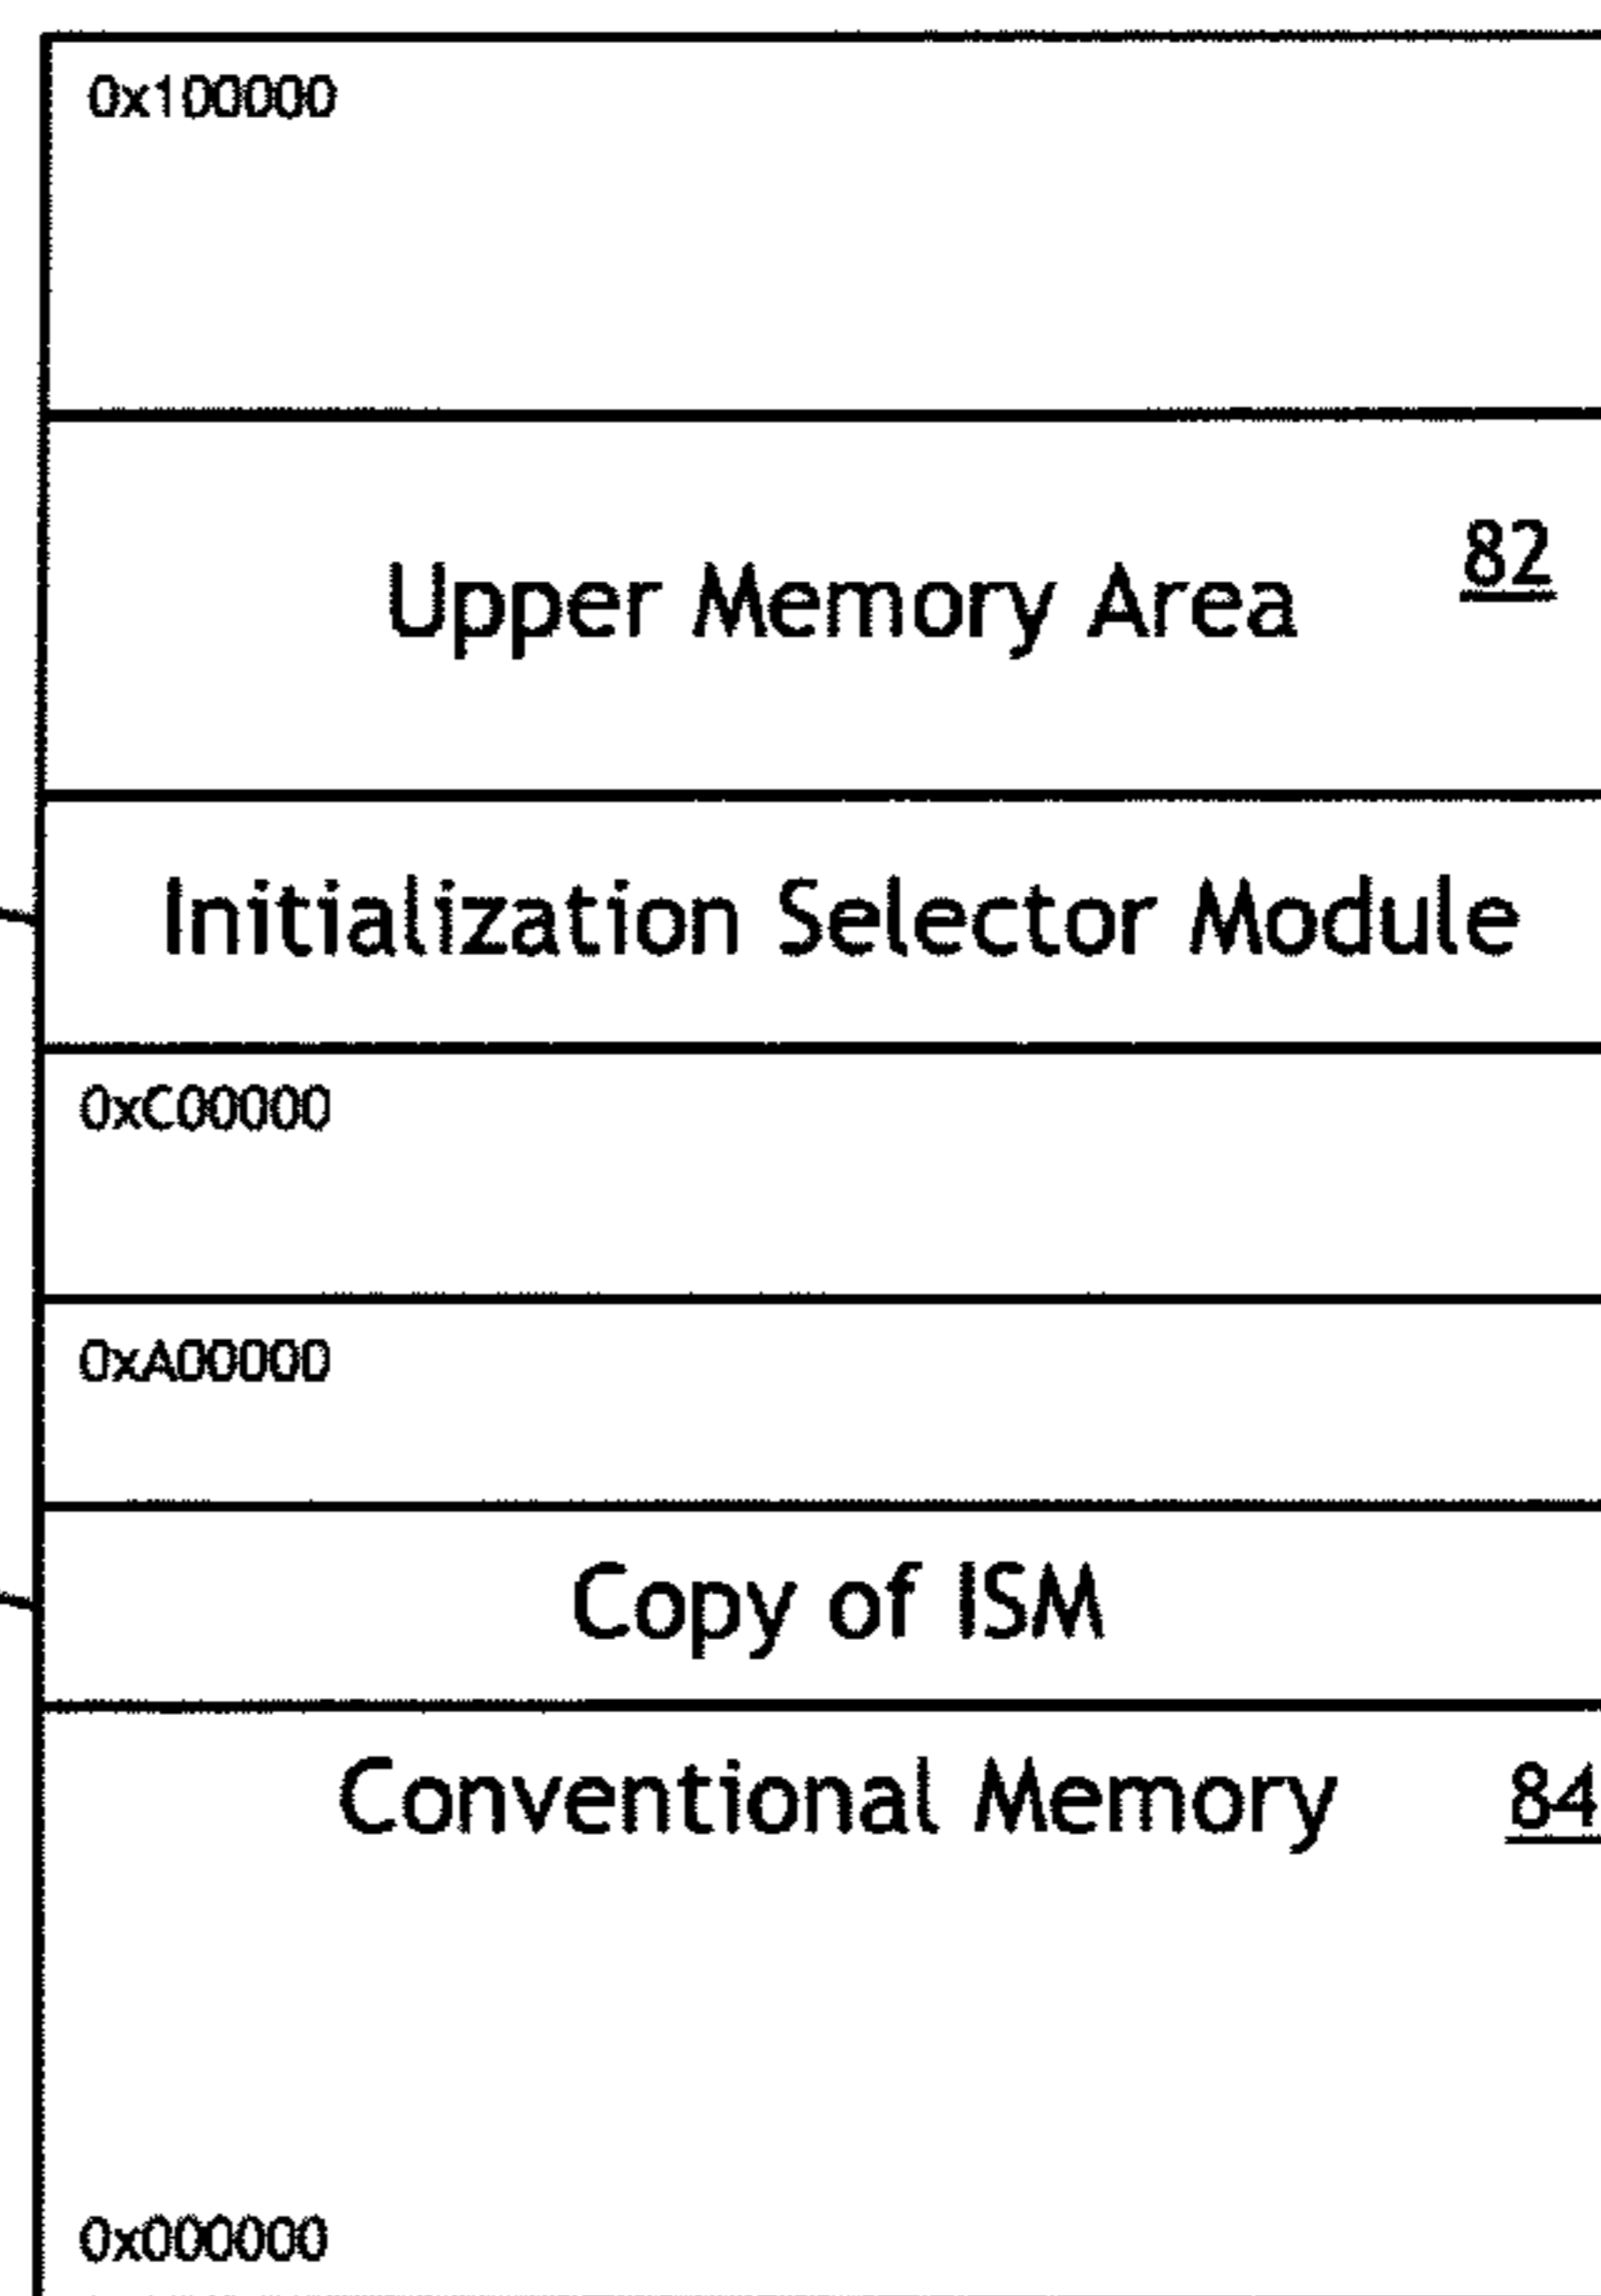 0x100000
82
Upper Memory Area
Initialization Selector Module
0xC00000
0xA00000
Copy of ISM
Conventional Memory 84
0x000000